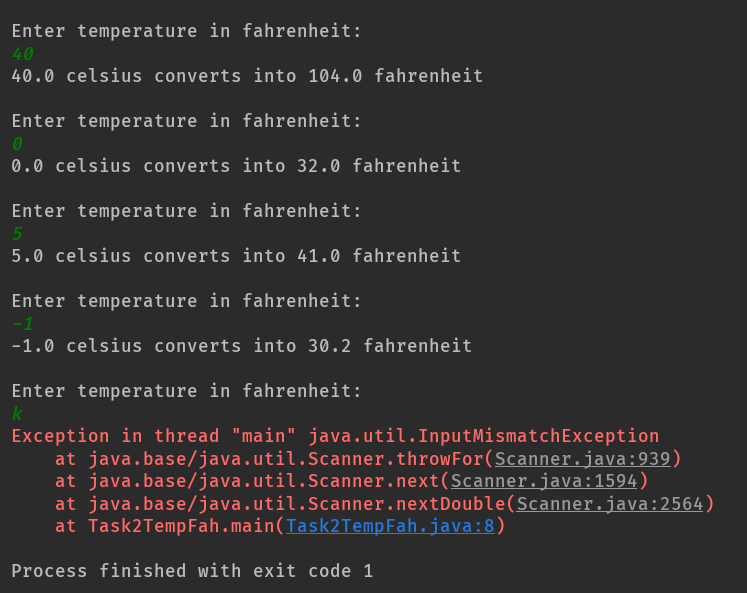 Enter temperature in fahrenheit:
40
40.0 celsius converts into 104.0 fahrenheit
Enter temperature in fahrenheit:
0
0.0 celsius converts into 32.0 fahrenheit
Enter temperature in fahrenheit:
5
5.0 celsius converts into 41.0 fahrenheit
Enter temperature in fahrenheit:
-1
-1.0 celsius converts into 30.2 fahrenheit
Enter temperature in fahrenheit:
k
Exception in thread "main" java.util.InputMismatchException
    at java.base/java.util.Scanner.throwFor(Scanner.java:939)
    at java.base/java.util.Scanner.next(Scanner.java:1594)
    at java.base/java.util.Scanner.nextDouble(Scanner.java:2564)
    at Task2TempFah.main(Task2TempFah.java:8)
Process finished with exit code 1